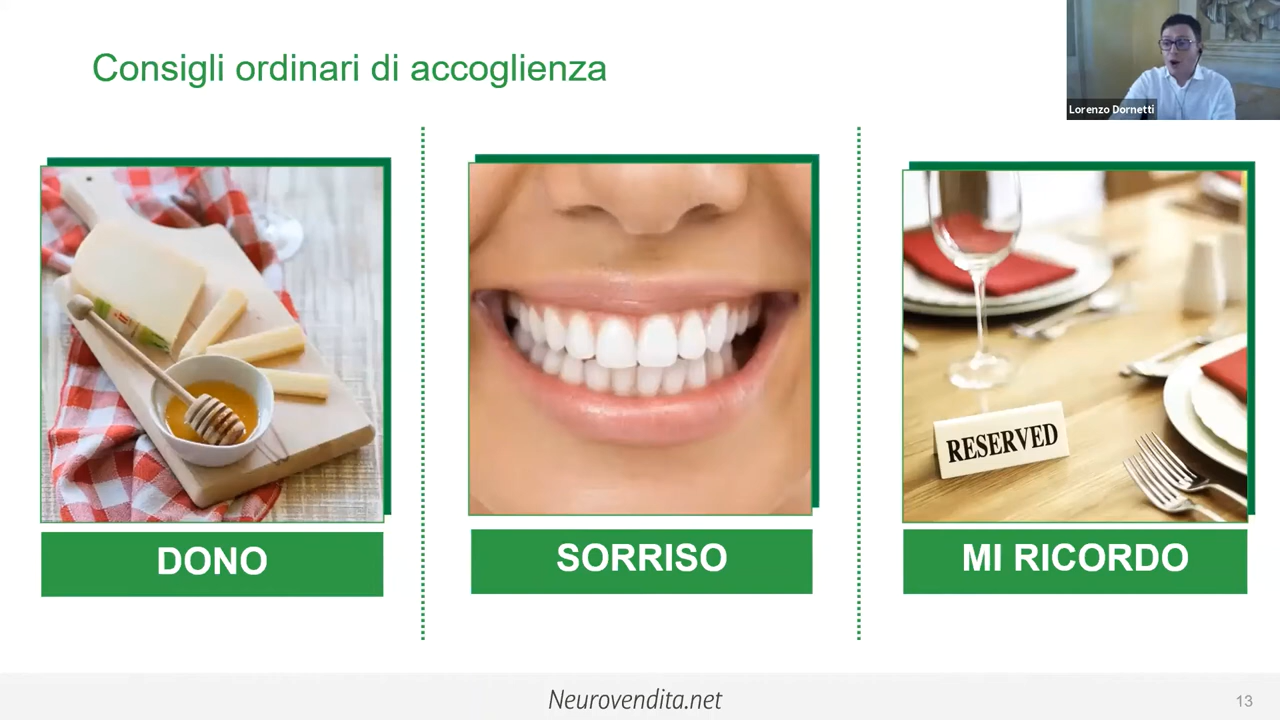 Consigli ordinari di accoglienza
Lorenzo Dornetti
RESERVED
DONO
SORRISO
MI RICORDO
Neurovendita.net
13